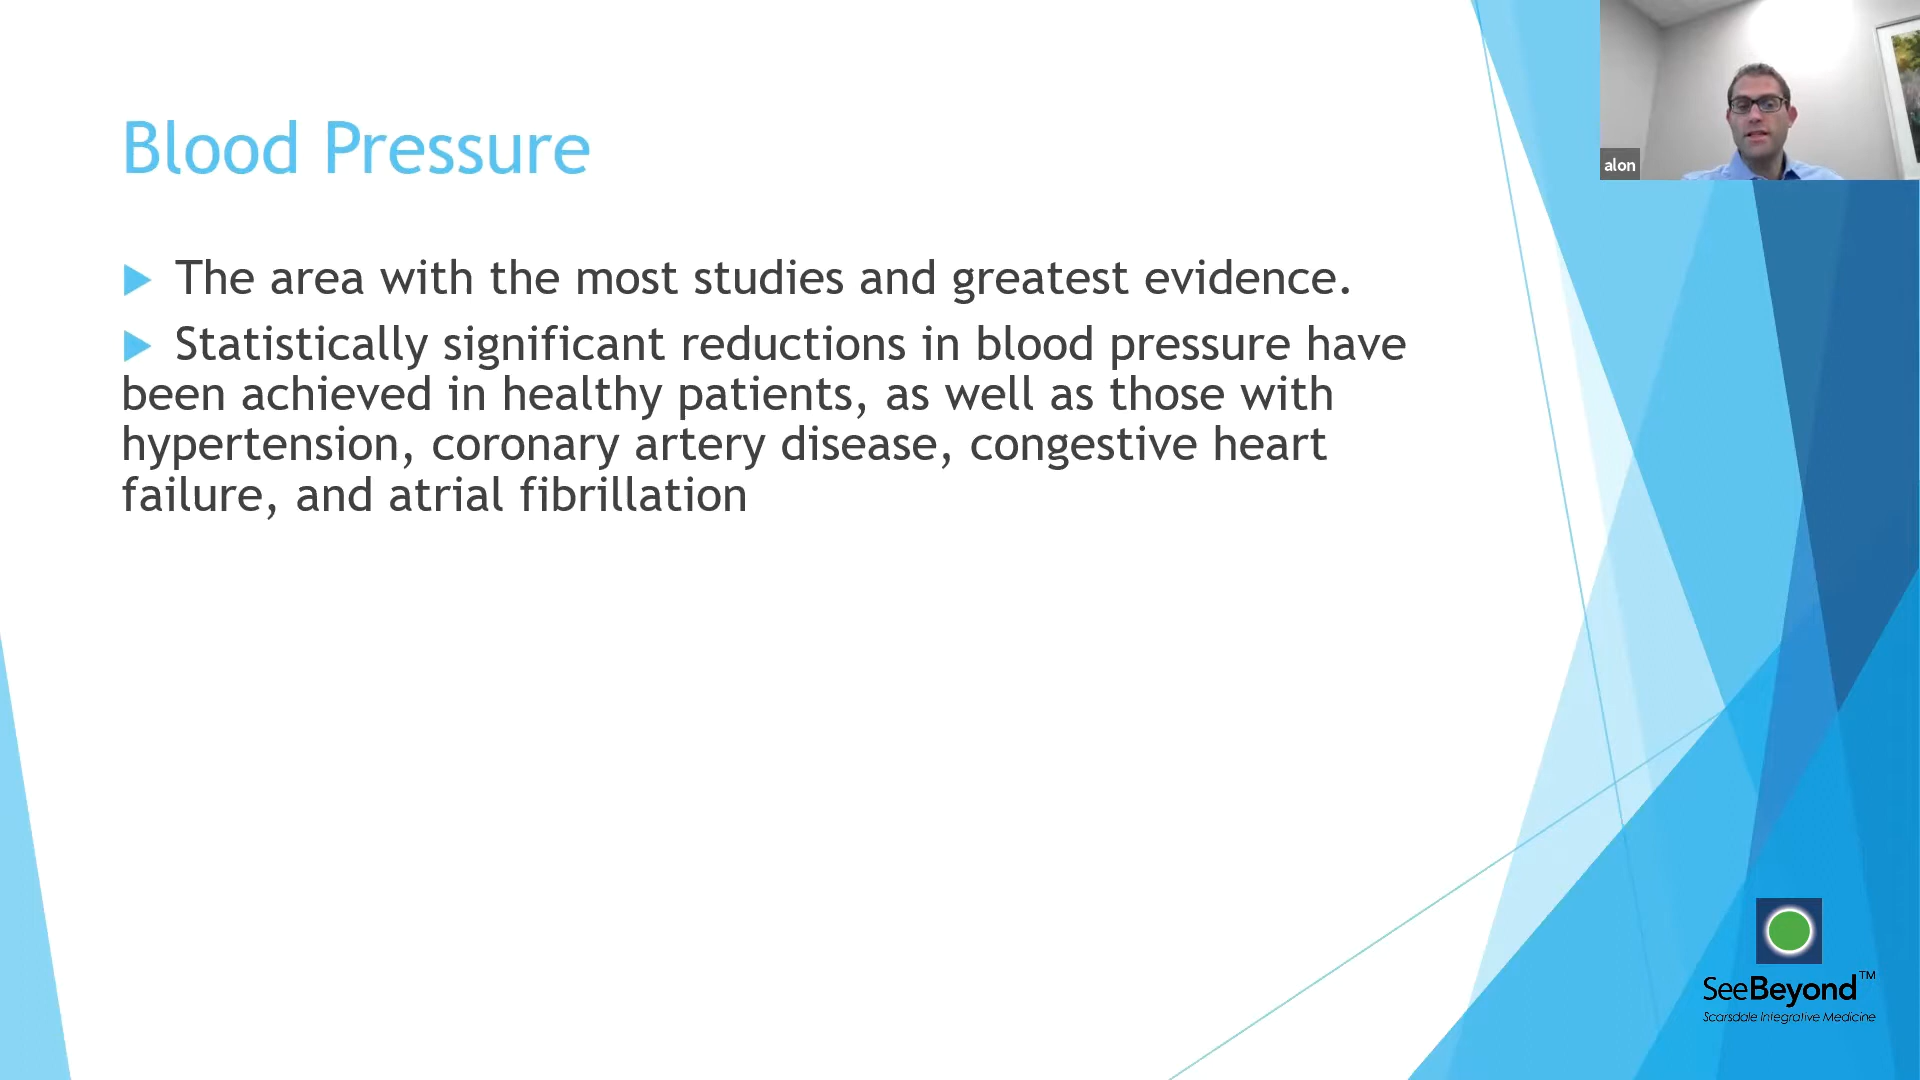 Blood Pressure
The area with the most studies and greatest evidence.
Statistically significant reductions in blood pressure have
been achieved in healthy patients, as well as those with
hypertension, coronary artery disease, congestive heart
failure, and atrial fibrillation
alon
SeeBeyond™
Scarsdale Integrative Medicine